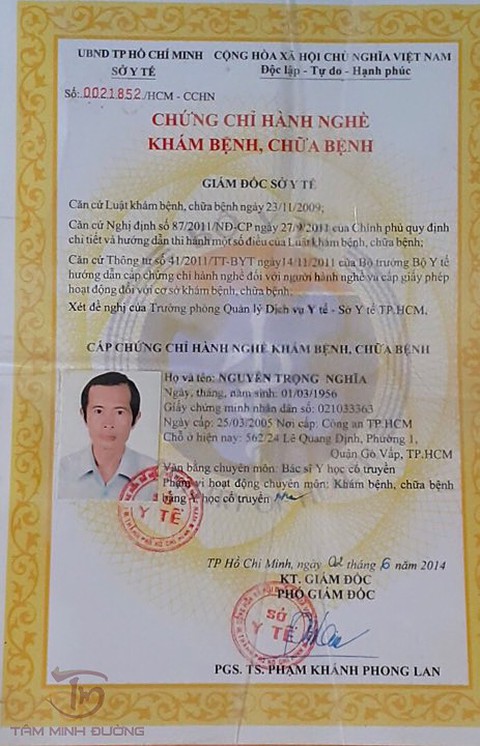 UBND TP HỒ CHÍ MINH CỘNG HÒA XÃ HỘI CHỦ NGHĨA VIỆT NAM
SỞ Y TẾ Độc lập - Tự do - Hạnh phúc
Số: 0021852/HCM - CCHN
CHỨNG CHỈ HÀNH NGHỀ
KHÁM BỆNH, CHỮA BỆNH
GIÁM ĐỐC SỞ Y TẾ
Căn cứ Luật khám bệnh, chữa bệnh ngày 23/11/2009;
Căn cứ Nghị định số 87/2011/NĐ-CP ngày 27/9/2011 của Chính phủ quy định
chi tiết và hướng dẫn thi hành một số điều của Luật khám bệnh, chữa bệnh;
Căn cứ Thông tư số 41/2011/TT-BYT ngày 14/11/2011 của Bộ trưởng Bộ Y tế
hướng dẫn cấp chứng chỉ hành nghề đối với người hành nghề và cấp giấy phép
hoạt động đối với cơ sở khám bệnh, chữa bệnh;
Xét đề nghị của Trưởng phòng Quản lý Dịch vụ Y tế - Sở Y tế TP.HCM.
CẤP CHỨNG CHỈ HÀNH NGHỀ KHÁM BỆNH, CHỮA BỆNH
Họ và tên: NGUYỄN TRỌNG NGHĨA
Ngày, tháng, năm sinh: 01/03/1956
Giấy chứng minh nhân dân số: 021033363
Ngày cấp: 25/03/2005 Nơi cấp: Công an TP.HCM
Chỗ ở hiện nay: 562/24 Lê Quang Định, Phường 1,
Quận Gò Vấp, TP.HCM
Văn bằng chuyên môn: Bác sĩ Y học cổ truyền
Phạm vi hoạt động chuyên môn: Khám bệnh, chữa bệnh
bằng Y học cổ truyền
SỞ
Y TẾ
TP Hồ Chí Minh, ngày 02 tháng 6 năm 2014
KT. GIÁM ĐỐC
PHÓ GIÁM ĐỐC
SỞ
Y TẾ
PGS. TS. PHẠM KHÁNH PHONG LAN
TÂM MINH ĐƯỜNG